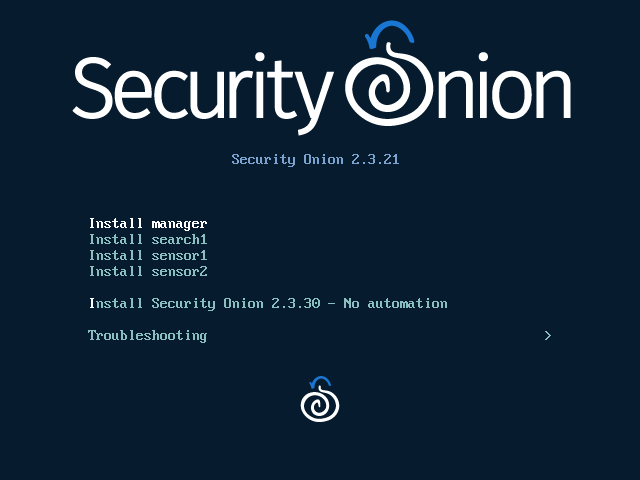 Security Onion
Security Onion 2.3.21
Install manager
Install search1
Install sensor1
Install sensor2
Install Security Onion 2.3.30 - No automation
Troubleshooting >